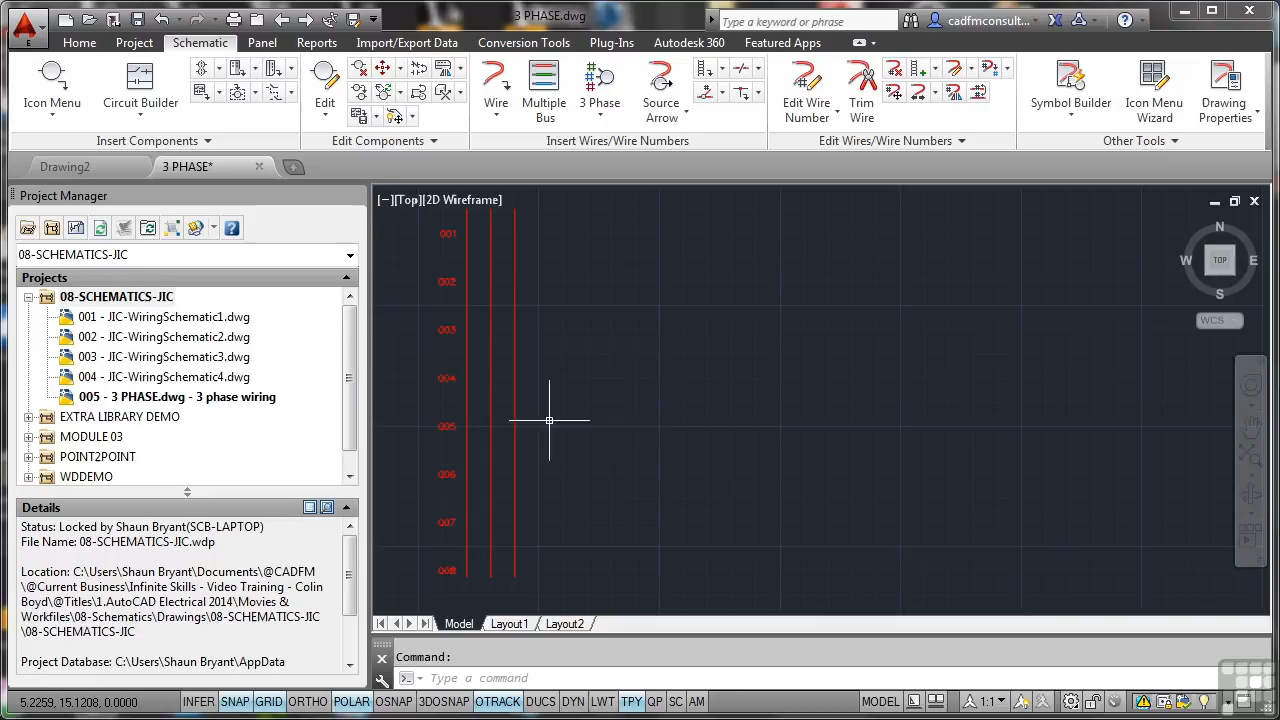 3 PHASE.dwg
Type a keyword or phrase
cadfmconsult...
E
Home Project Schematic Panel Reports Import/Export Data Conversion Tools Plug-Ins Autodesk 360 Featured Apps
Icon Menu
Circuit Builder
Edit
Wire
Multiple Bus
3 Phase
Source Arrow
Edit Wire Number
Trim Wire
Symbol Builder
Icon Menu Wizard
Drawing Properties
Insert Components
Edit Components
Insert Wires/Wire Numbers
Edit Wires/Wire Numbers
Other Tools
Drawing2
3 PHASE*
Project Manager
08-SCHEMATICS-JIC
Projects
08-SCHEMATICS-JIC
001 - JIC-WiringSchematic1.dwg
002 - JIC-WiringSchematic2.dwg
003 - JIC-WiringSchematic3.dwg
004 - JIC-WiringSchematic4.dwg
005 - 3 PHASE.dwg - 3 phase wiring
EXTRA LIBRARY DEMO
MODULE 03
POINT2POINT
WDDEMO
Details
Status: Locked by Shaun Bryant(SCB-LAPTOP)
File Name: 08-SCHEMATICS-JIC.wdp
Location: C:\Users\Shaun Bryant\Documents\@CADFM
\@Current Business\Infinite Skills - Video Training - Colin
Boyd\@Titles\1.AutoCAD Electrical 2014\Movies &
Workfiles\08-Schematics\Drawings\08-SCHEMATICS-JIC
\08-SCHEMATICS-JIC
Project Database: C:\Users\Shaun Bryant\AppData
[−][Top][2D Wireframe]
001
002
003
004
005
006
007
008
N
W TOP E
S
WCS
Model Layout1 Layout2
Command:
Type a command
5.2259, 15.1208, 0.0000
INFER SNAP GRID ORTHO POLAR OSNAP 3DOSNAP OTRACK DUCS DYN LWT TPY QP SC AM
MODEL
1:1